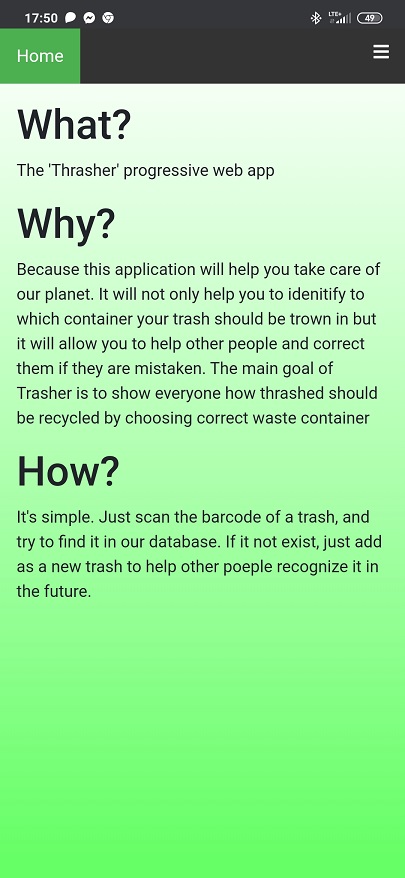 17:50
LTE+
49
Home
What?
The 'Thrasher' progressive web app
Why?
Because this application will help you take care of
our planet. It will not only help you to idenitify to
which container your trash should be trown in but
it will allow you to help other people and correct
them if they are mistaken. The main goal of
Trasher is to show everyone how thrashed should
be recycled by choosing correct waste container
How?
It's simple. Just scan the barcode of a trash, and
try to find it in our database. If it not exist, just add
as a new trash to help other poeple recognize it in
the future.